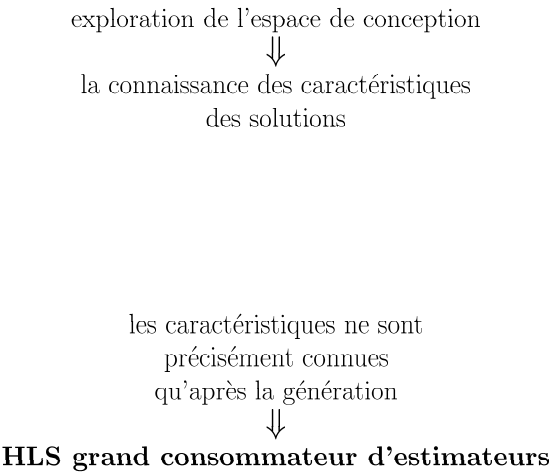 exploration de l'espace de conception
⇓
la connaissance des caractéristiques
des solutions
les caractéristiques ne sont
précisément connues
qu'après la génération
⇓
HLS grand consommateur d'estimateurs